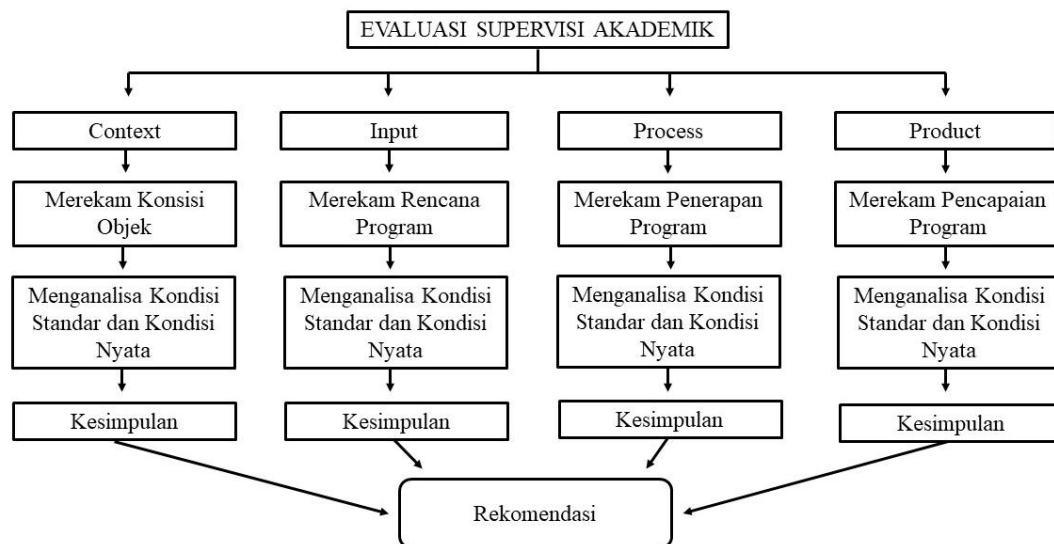 EVALUASI SUPERVISI AKADEMIK
Context
Input
Process
Product
Merekam Konsisi
Objek
Merekam Rencana
Program
Merekam Penerapan
Program
Merekam Pencapaian
Program
Menganalisa Kondisi
Standar dan Kondisi
Nyata
Menganalisa Kondisi
Standar dan Kondisi
Nyata
Menganalisa Kondisi
Standar dan Kondisi
Nyata
Menganalisa Kondisi
Standar dan Kondisi
Nyata
Kesimpulan
Kesimpulan
Kesimpulan
Kesimpulan
Rekomendasi